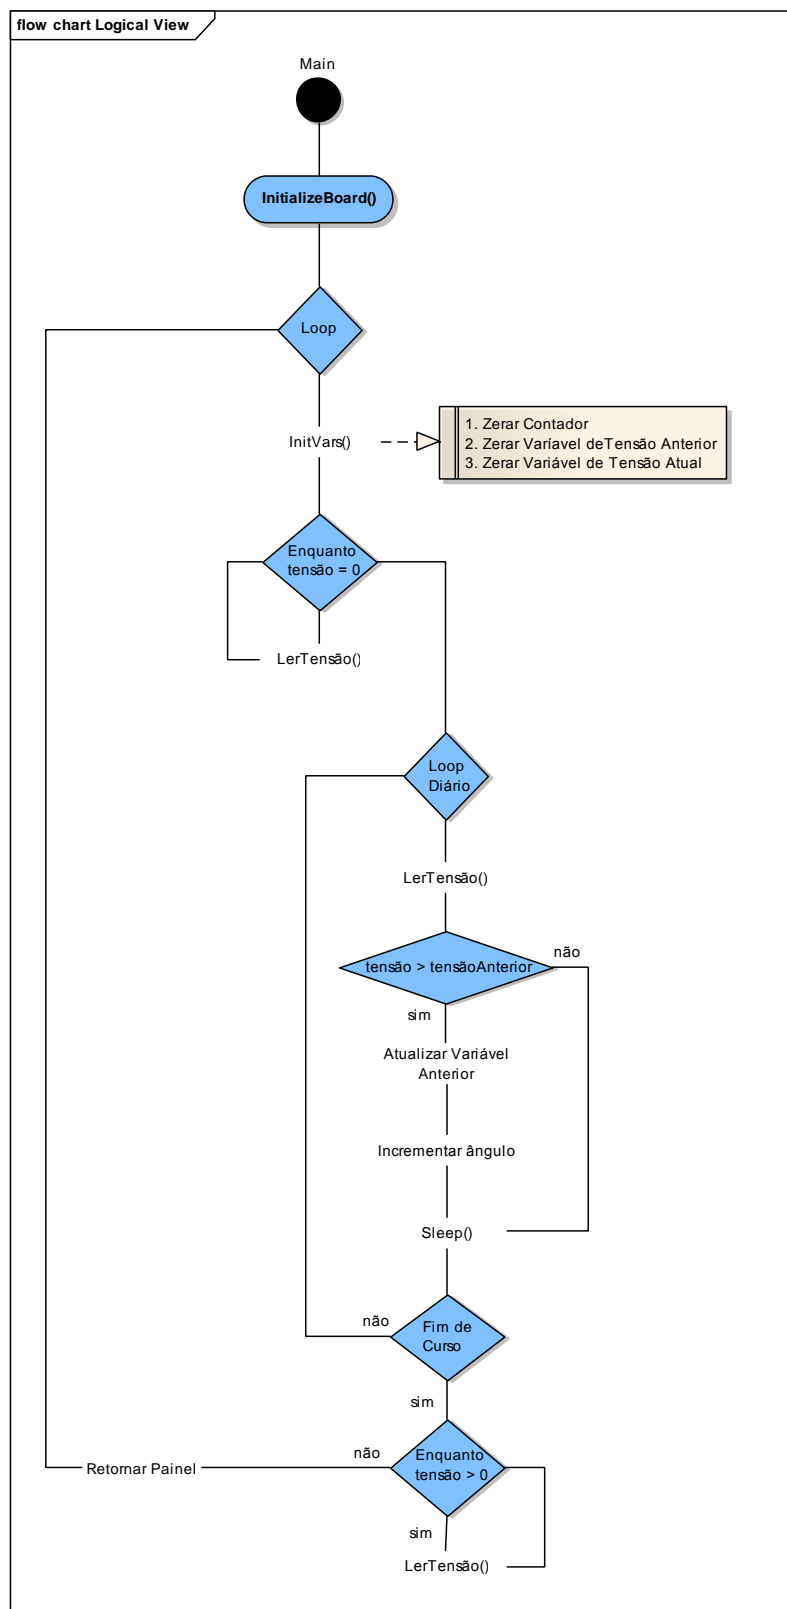 flow chart Logical View
Main
InitializeBoard()
Loop
InitVars()
1. Zerar Contador
2. Zerar Varíavel deTensão Anterior
3. Zerar Variável de Tensão Atual
Enquanto
tensão = 0
LerTensão()
Loop
Diário
LerTensão()
tensão > tensãoAnterior
não
sim
Atualizar Variável
Anterior
Incrementar ângulo
Sleep()
Fim de
Curso
não
sim
Enquanto
tensão > 0
não
Retornar Painel
sim
LerTensão()